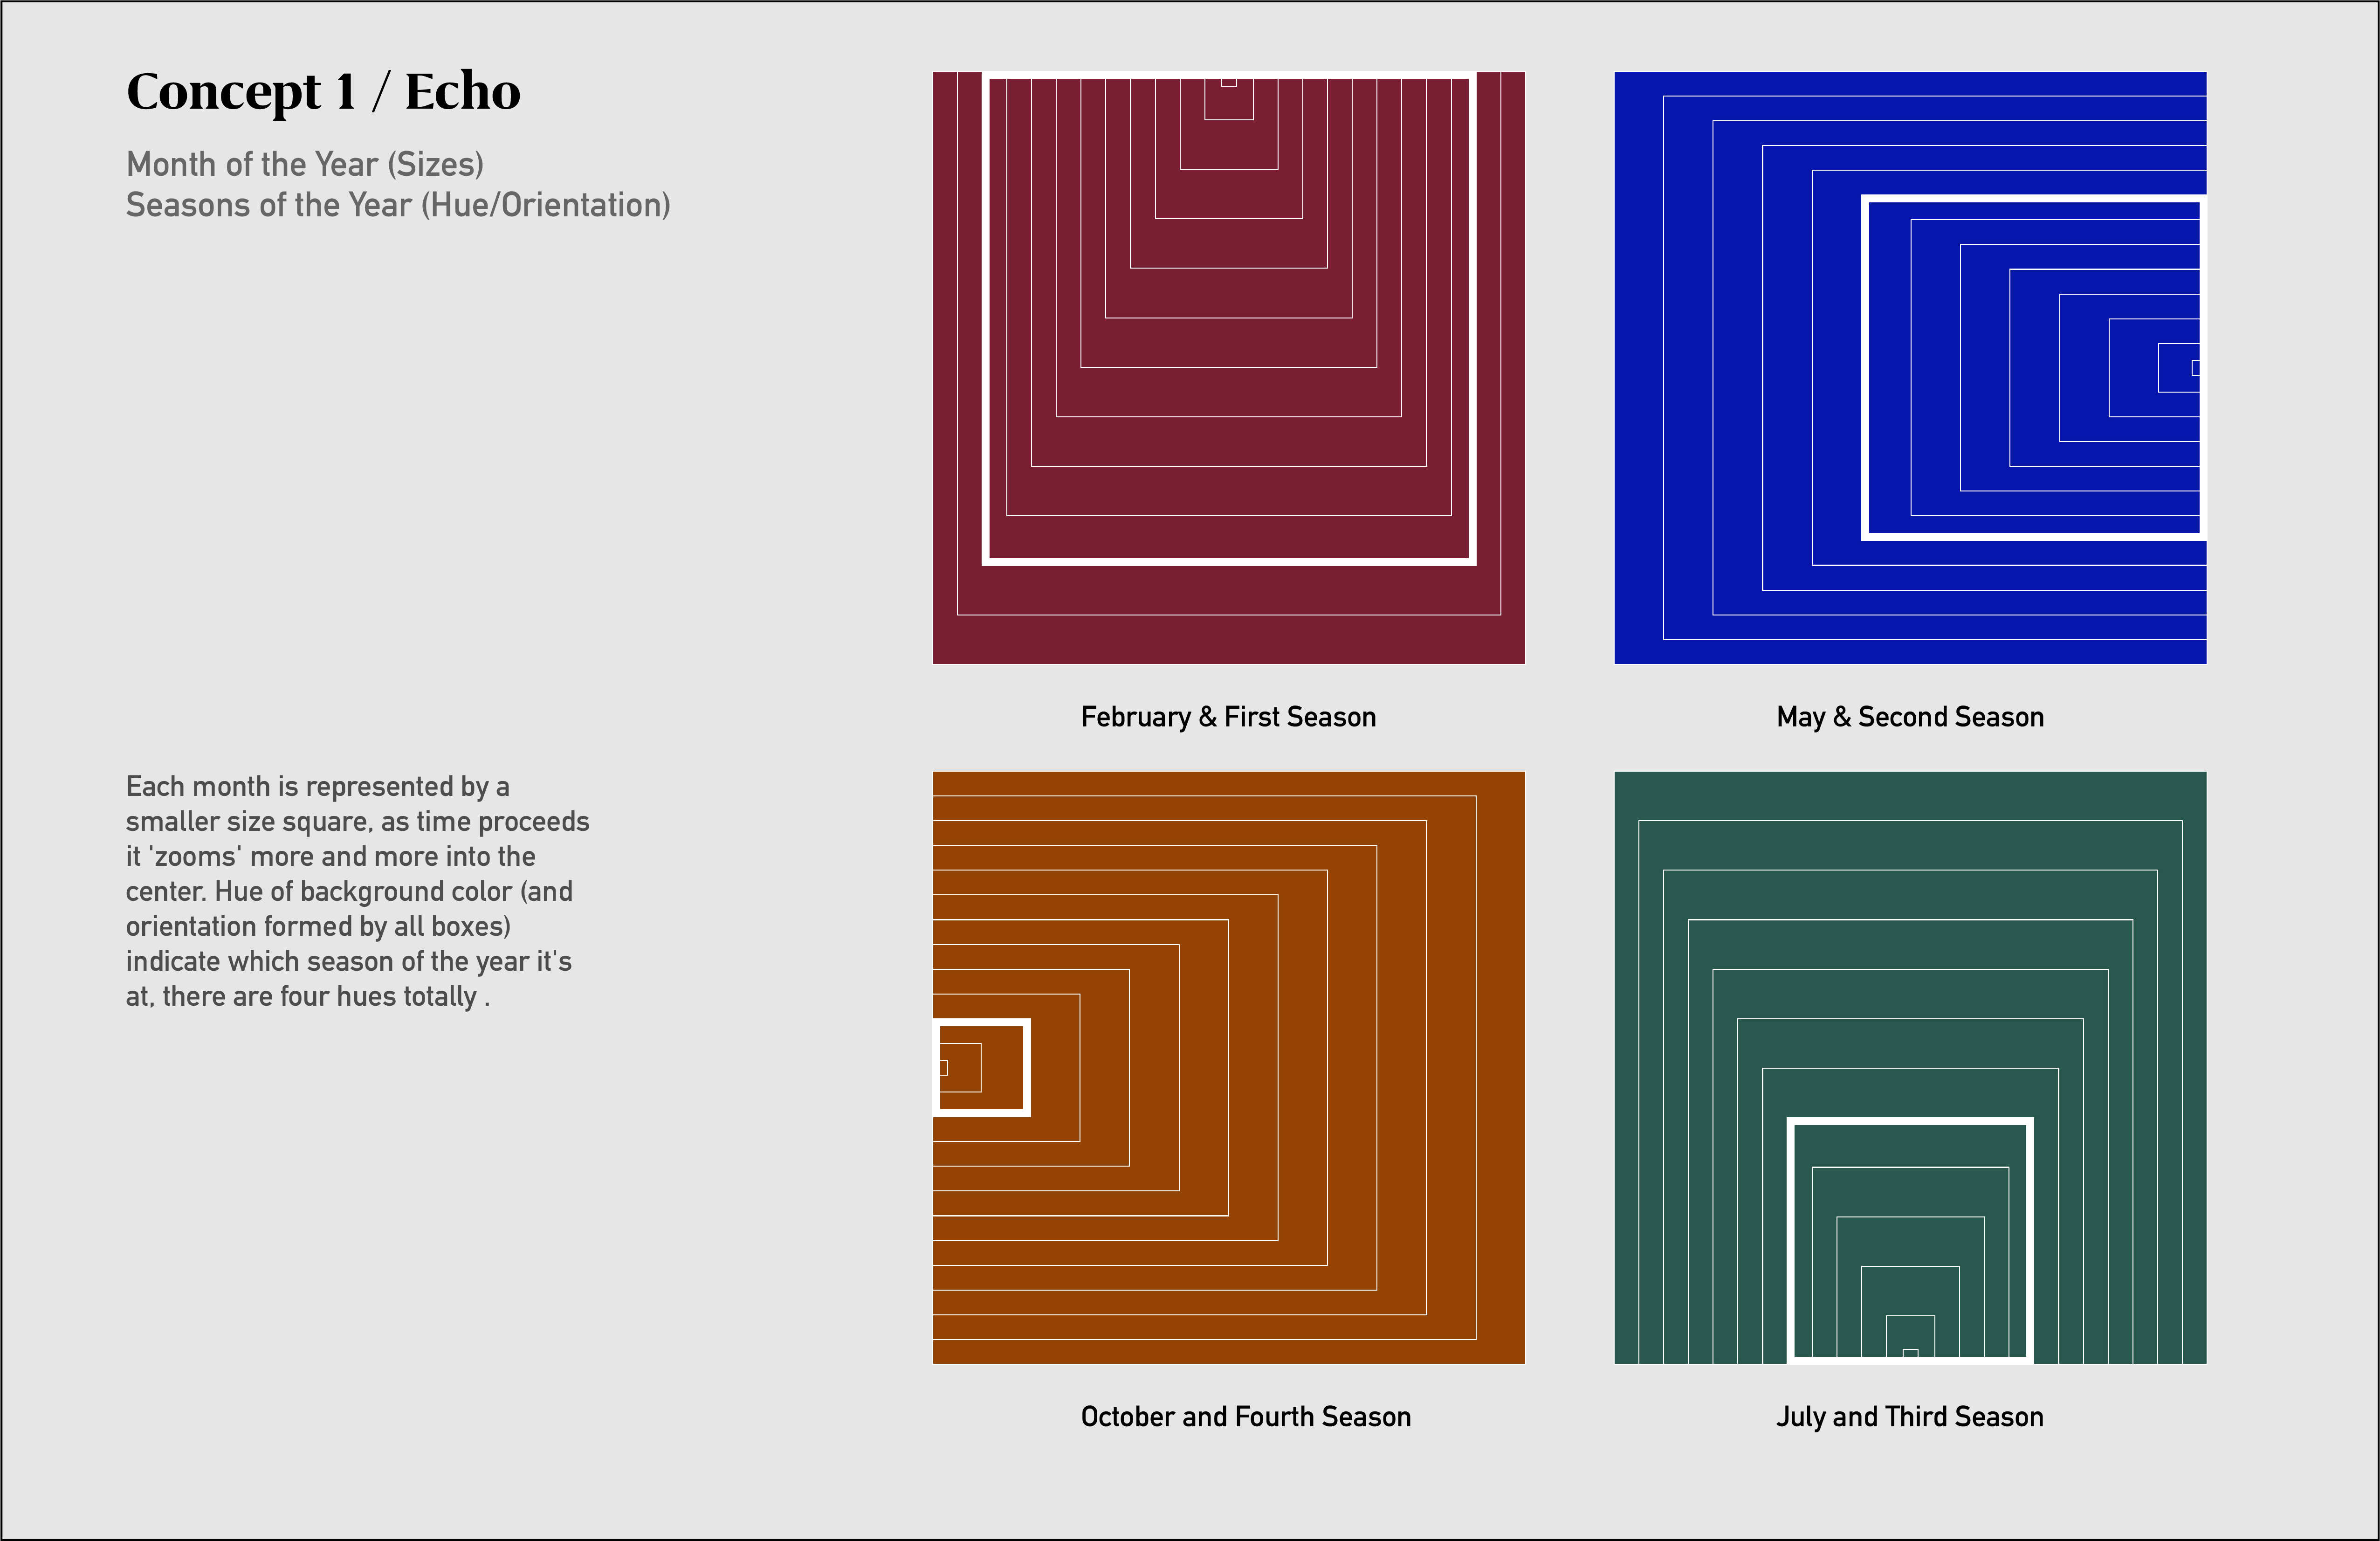 Concept 1 / Echo
Month of the Year (Sizes)
Seasons of the Year (Hue/Orientation)
February & First Season
May & Second Season
Each month is represented by a
smaller size square, as time proceeds
it 'zooms' more and more into the
center. Hue of background color (and
orientation formed by all boxes)
indicate which season of the year it's
at, there are four hues totally .
October and Fourth Season
July and Third Season